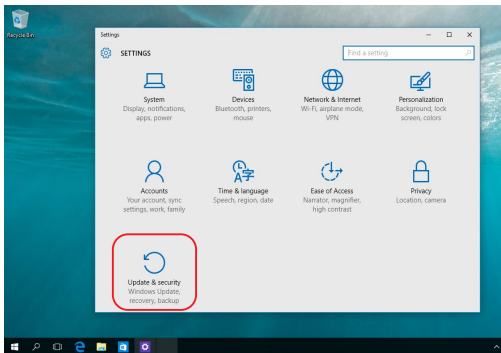 Recycle Bin
Settings
SETTINGS
Find a setting
System
Display, notifications,
apps, power
Devices
Bluetooth, printers,
mouse
Network & Internet
Wi-Fi, airplane mode,
VPN
Personalization
Background, lock
screen, colors
Accounts
Your account, sync
settings, work, family
Time & language
Speech, region, date
Ease of Access
Narrator, magnifier,
high contrast
Privacy
Location, camera
Update & security
Windows Update,
recovery, backup